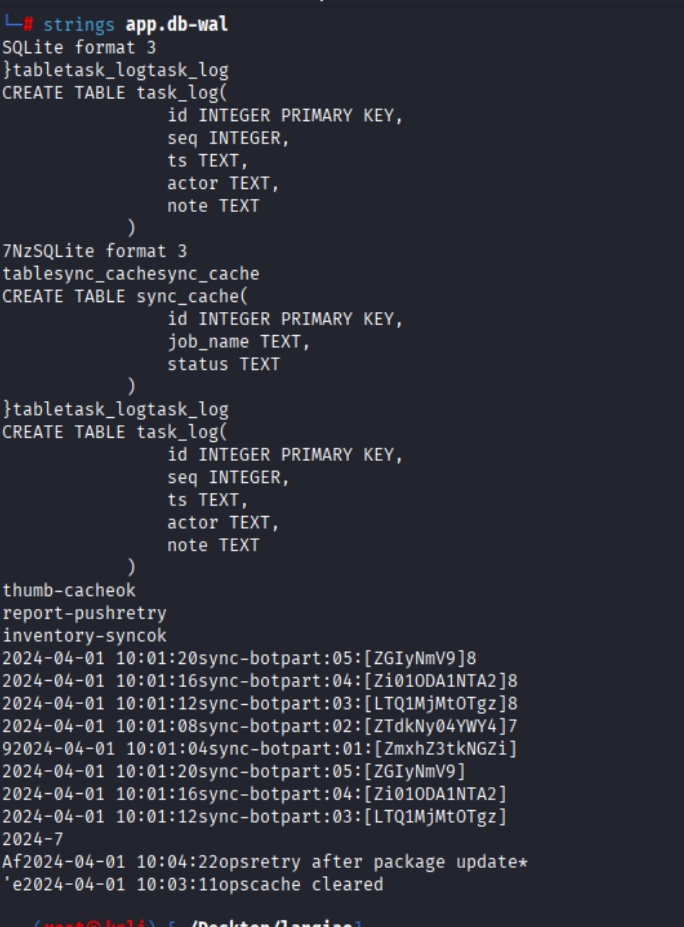 └─# strings app.db-wal
SQLite format 3
}tabletask_logtask_log
CREATE TABLE task_log(
id INTEGER PRIMARY KEY,
seq INTEGER,
ts TEXT,
actor TEXT,
note TEXT
)
7NzSQLite format 3
tablesync_cachesync_cache
CREATE TABLE sync_cache(
id INTEGER PRIMARY KEY,
job_name TEXT,
status TEXT
)
}tabletask_logtask_log
CREATE TABLE task_log(
id INTEGER PRIMARY KEY,
seq INTEGER,
ts TEXT,
actor TEXT,
note TEXT
)
thumb-cacheok
report-pushretry
inventory-syncok
2024-04-01 10:01:20sync-botpart:05:[ZGIyNmV9]8
2024-04-01 10:01:16sync-botpart:04:[Zi01ODA1NTA2]8
2024-04-01 10:01:12sync-botpart:03:[LTQ1MjMtOTgz]8
2024-04-01 10:01:08sync-botpart:02:[ZTdkNy04YWY4]7
92024-04-01 10:01:04sync-botpart:01:[ZmxhZ3tkNGZi]
2024-04-01 10:01:20sync-botpart:05:[ZGIyNmV9]
2024-04-01 10:01:16sync-botpart:04:[Zi01ODA1NTA2]
2024-04-01 10:01:12sync-botpart:03:[LTQ1MjMtOTgz]
2024-7
Af2024-04-01 10:04:22opsretry after package update*
'e2024-04-01 10:03:11opscache cleared